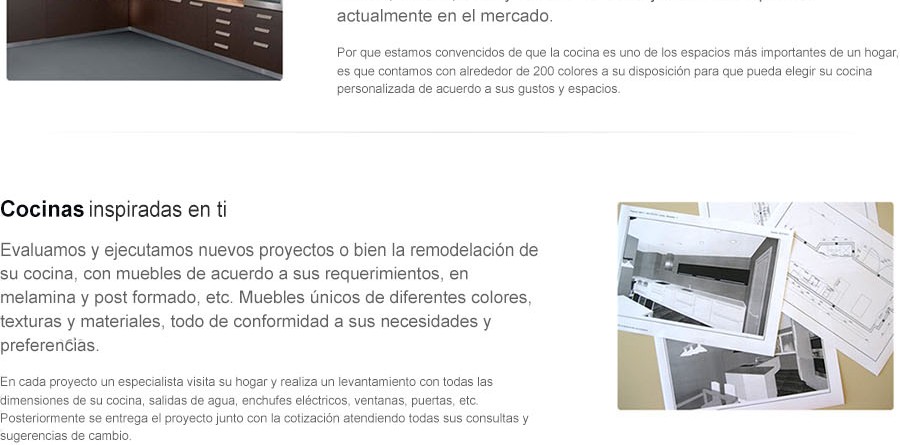 actualmente en el mercado.
Por que estamos convencidos de que la cocina es uno de los espacios más importantes de un hogar,
es que contamos con alrededor de 200 colores a su disposición para que pueda elegir su cocina
personalizada de acuerdo a sus gustos y espacios.
Cocinas inspiradas en ti
Evaluamos y ejecutamos nuevos proyectos o bien la remodelación de
su cocina, con muebles de acuerdo a sus requerimientos, en
melamina y post formado, etc. Muebles únicos de diferentes colores,
texturas y materiales, todo de conformidad a sus necesidades y
preferencias.
En cada proyecto un especialista visita su hogar y realiza un levantamiento con todas las
dimensiones de su cocina, salidas de agua, enchufes eléctricos, ventanas, puertas, etc.
Posteriormente se entrega el proyecto junto con la cotización atendiendo todas sus consultas y
sugerencias de cambio.